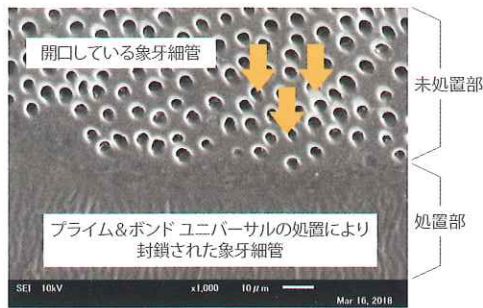 開口している象牙細管
未処置部
プライム&ボンド ユニバーサルの処置により
封鎖された象牙細管
処置部
SEI 10kV x1,000 10μm
Mar 16, 2018